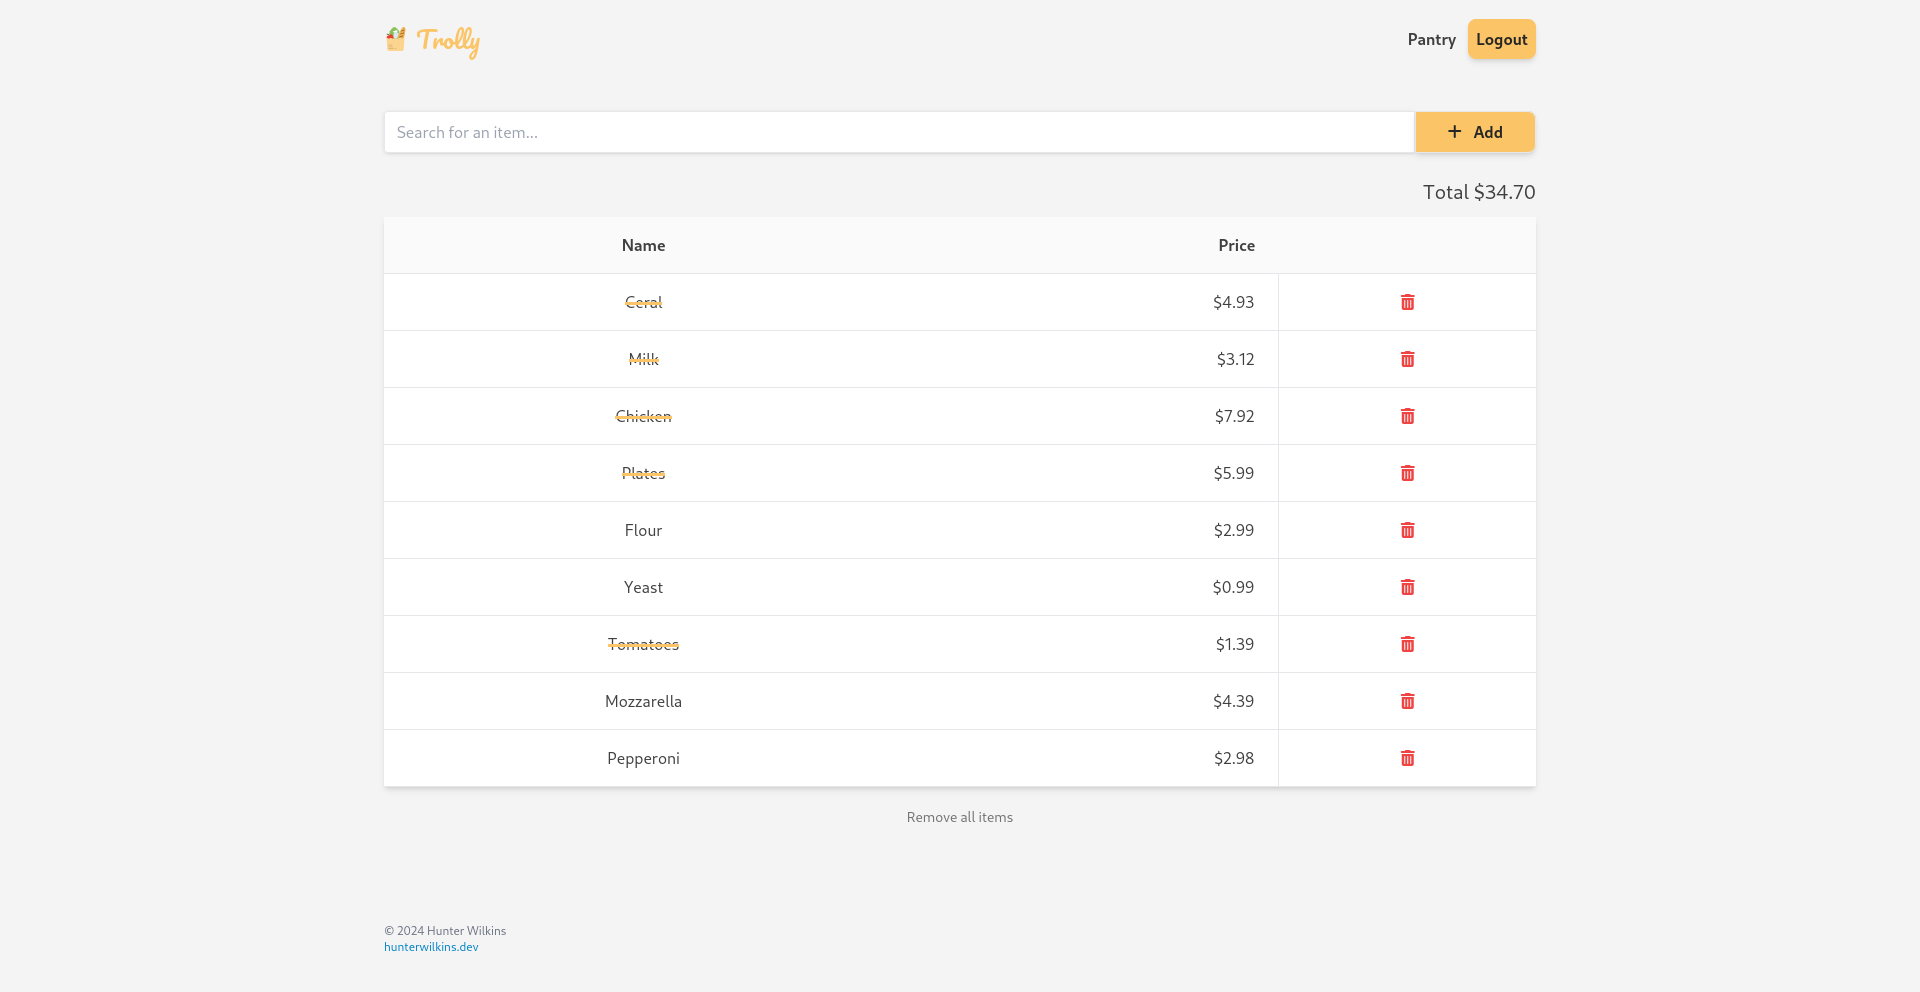 Trolly
Pantry
Logout
Search for an item...
+ Add
Total $34.70
Name Price
Ceral $4.93
Milk $3.12
Chicken $7.92
Plates $5.99
Flour $2.99
Yeast $0.99
Tomatoes $1.39
Mozzarella $4.39
Pepperoni $2.98
Remove all items
© 2024 Hunter Wilkins
hunterwilkins.dev